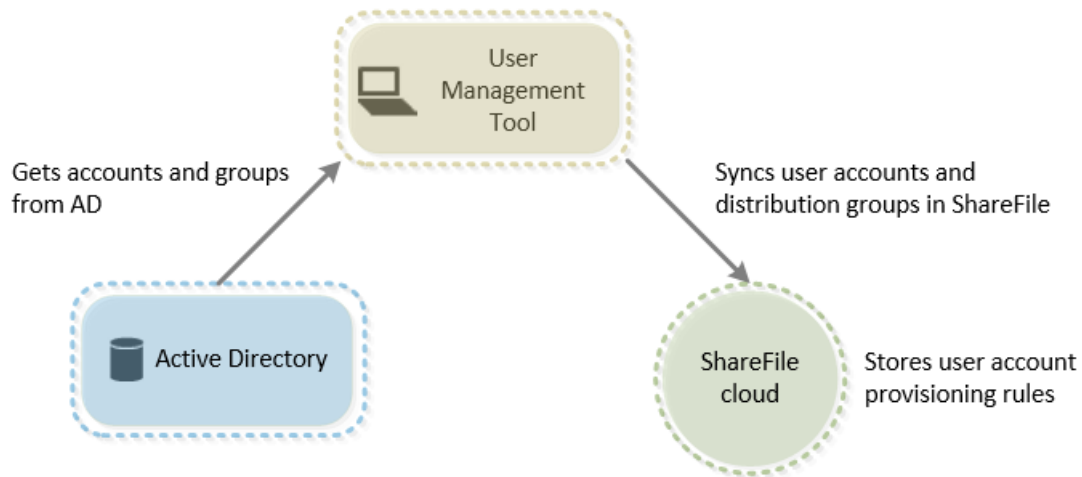 User
Management
Tool
Gets accounts and groups
from AD
Syncs user accounts and
distribution groups in ShareFile
Active Directory
ShareFile
cloud
Stores user account
provisioning rules